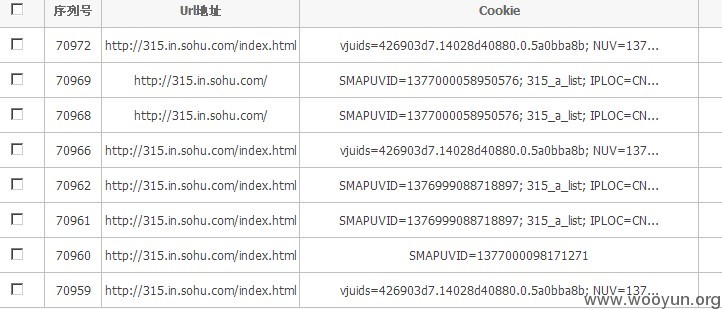 序列号 Url地址 Cookie
70972 http://315.in.sohu.com/index.html vjuids=426903d7.14028d40880.0.5a0bba8b; NUV=137...
70969 http://315.in.sohu.com/ SMAPUVID=1377000058950576; 315_a_list; IPLOC=CN...
70968 http://315.in.sohu.com/ SMAPUVID=1377000058950576; 315_a_list; IPLOC=CN...
70966 http://315.in.sohu.com/index.html vjuids=426903d7.14028d40880.0.5a0bba8b; NUV=137...
70962 http://315.in.sohu.com/index.html SMAPUVID=1376999088718897; 315_a_list; IPLOC=CN...
70961 http://315.in.sohu.com/index.html SMAPUVID=1376999088718897; 315_a_list; IPLOC=CN...
70960 http://315.in.sohu.com/index.html SMAPUVID=1377000098171271
70959 http://315.in.sohu.com/index.html vjuids=426903d7.14028d40880.0.5a0bba8b; NUV=137...
www.wooyun.org